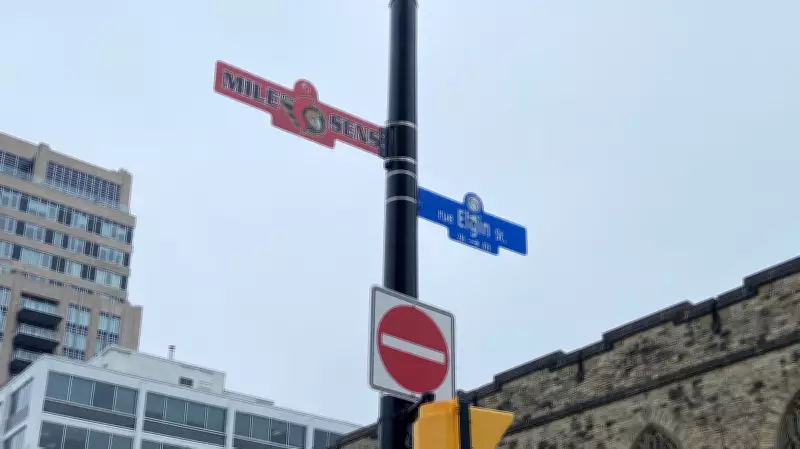 MILE SENS
rue Elgin St.